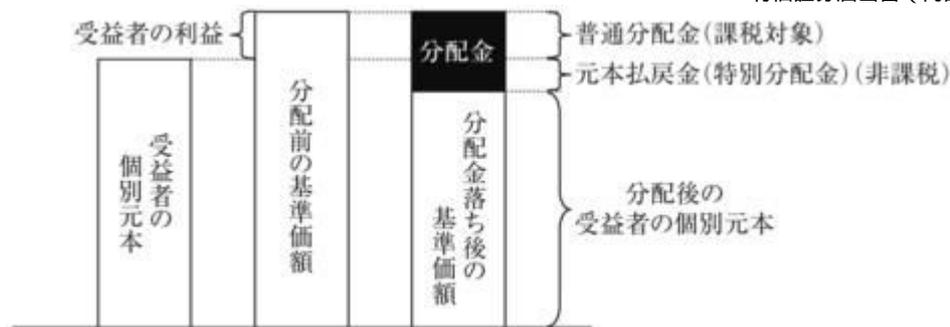 受益者の利益
分配金
普通分配金(課税対象)
元本払戻金(特別分配金)(非課税)
受益者の
個別元本
分配前の基準価額
分配金落ち後の
基準価額
分配後の
受益者の個別元本